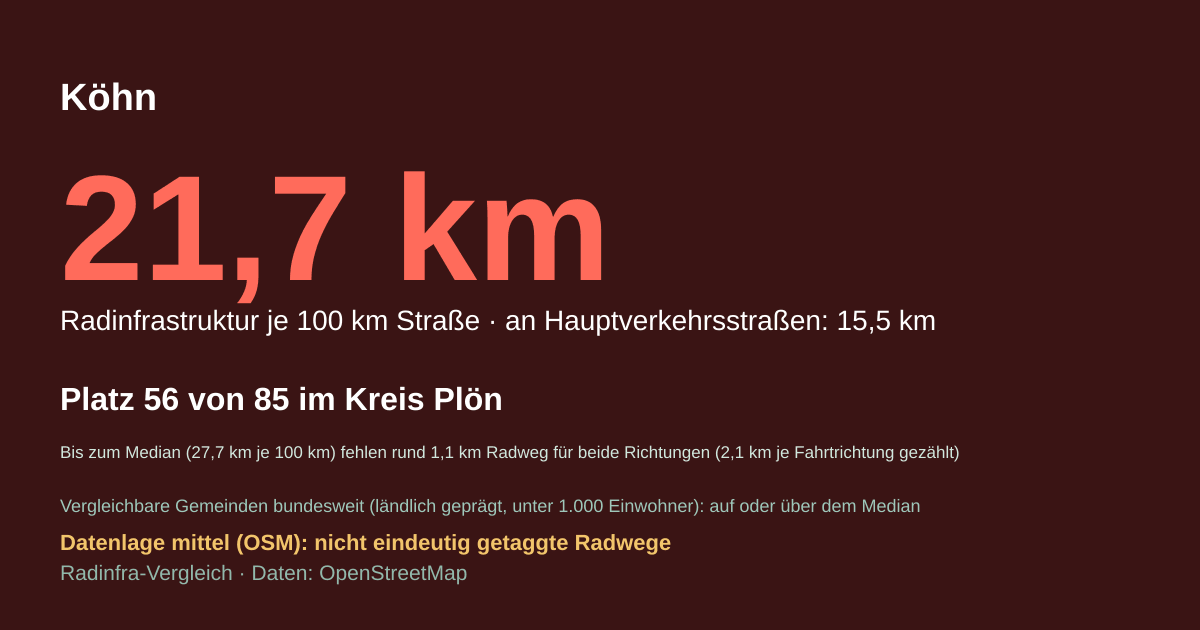 Köhn
21,7 km
Radinfrastruktur je 100 km Straße · an Hauptverkehrsstraßen: 15,5 km
Platz 56 von 85 im Kreis Plön
Bis zum Median (27,7 km je 100 km) fehlen rund 1,1 km Radweg für beide Richtungen (2,1 km je Fahrtrichtung gezählt)
Vergleichbare Gemeinden bundesweit (ländlich geprägt, unter 1.000 Einwohner): auf oder über dem Median
Datenlage mittel (OSM): nicht eindeutig getaggte Radwege
Radinfra-Vergleich · Daten: OpenStreetMap